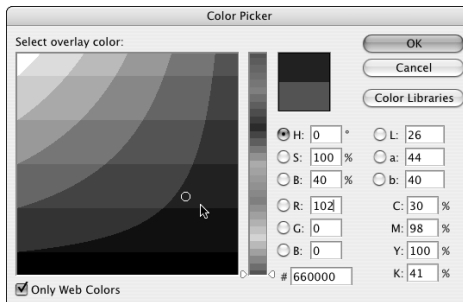 Color Picker
Select overlay color:
OK
Cancel
Color Libraries
H: 0 °
L: 26
S: 100 %
a: 44
B: 40 %
b: 40
R: 102
C: 30 %
G: 0
M: 98 %
B: 0
Y: 100 %
# 660000
K: 41 %
Only Web Colors